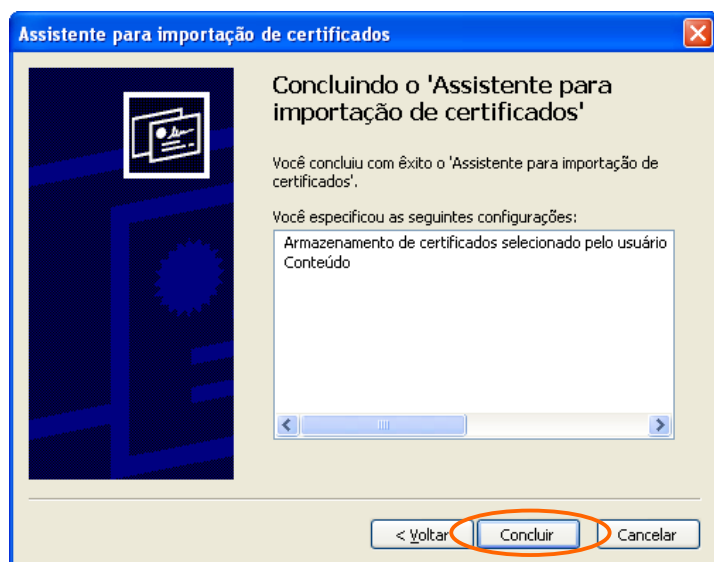 Assistente para importação de certificados
Concluindo o 'Assistente para
importação de certificados'
Você concluiu com êxito o 'Assistente para importação de
certificados'.
Você especificou as seguintes configurações:
Armazenamento de certificados selecionado pelo usuário
Conteúdo
< Voltar
Concluir
Cancelar